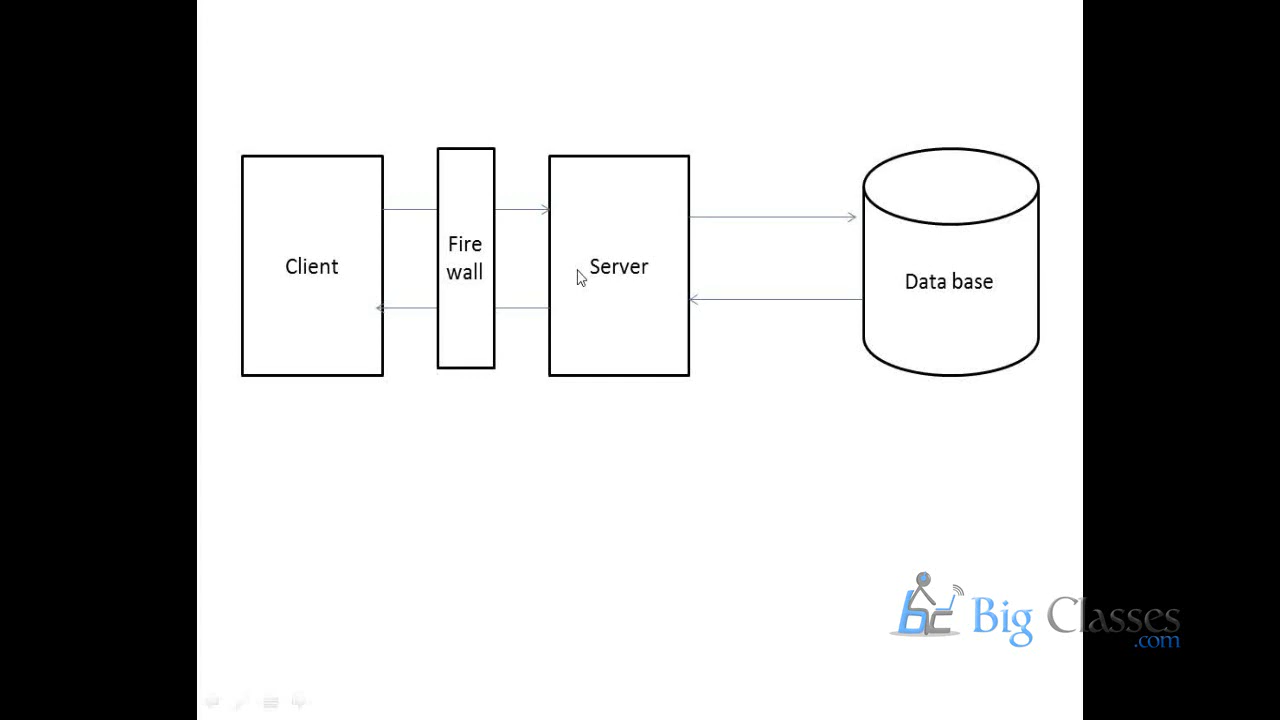 Client
Fire
wall
Server
Data base
Big Classes
.com